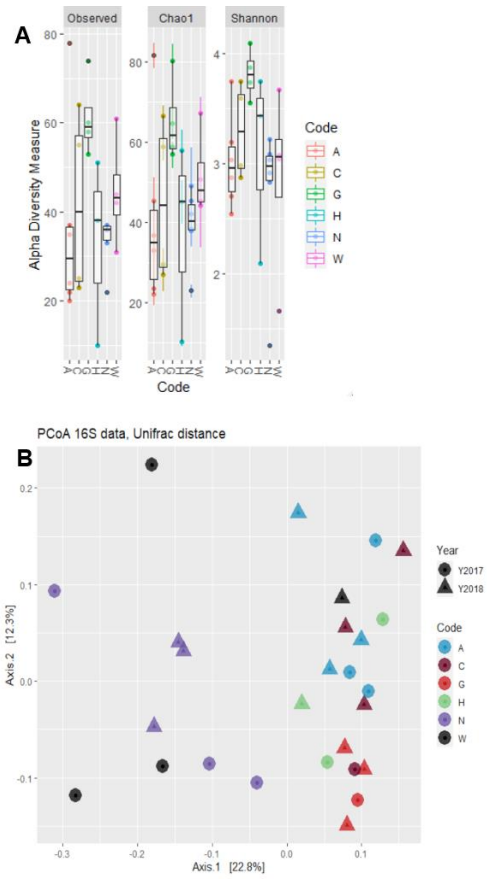 A
Observed Chao1 Shannon
Alpha Diversity Measure
80
60
40
20
80
60
40
20
4
3
2
A C G H N W
A C G H N W
A C G H N W
Code
Code
A
C
G
H
N
W
PCoA 16S data, Unifrac distance
B
Axis.2 [12.3%]
0.2
0.1
0.0
-0.1
-0.3 -0.2 -0.1 0.0 0.1
Axis.1 [22.8%]
Year
Y2017
Y2018
Code
A
C
G
H
N
W